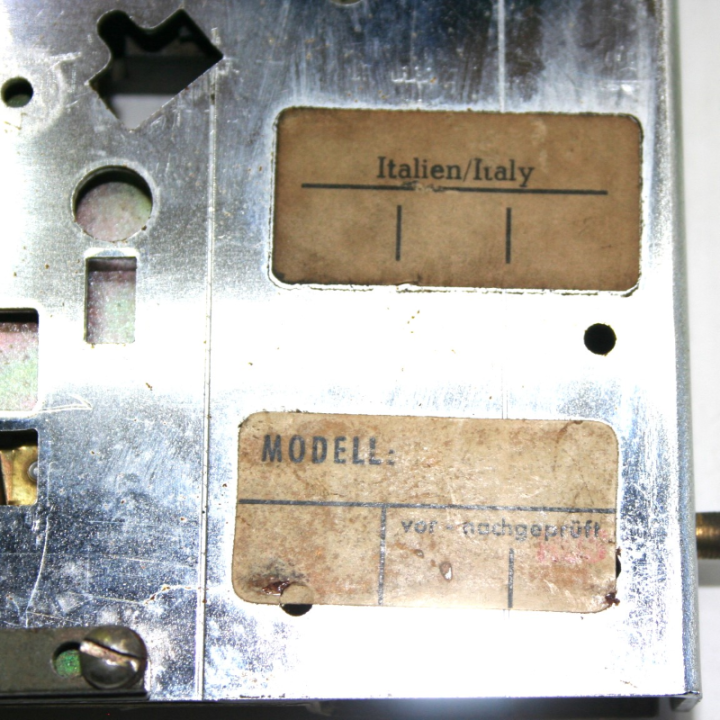 Italien/Italy
MODELL:
vor - nachgeprüft